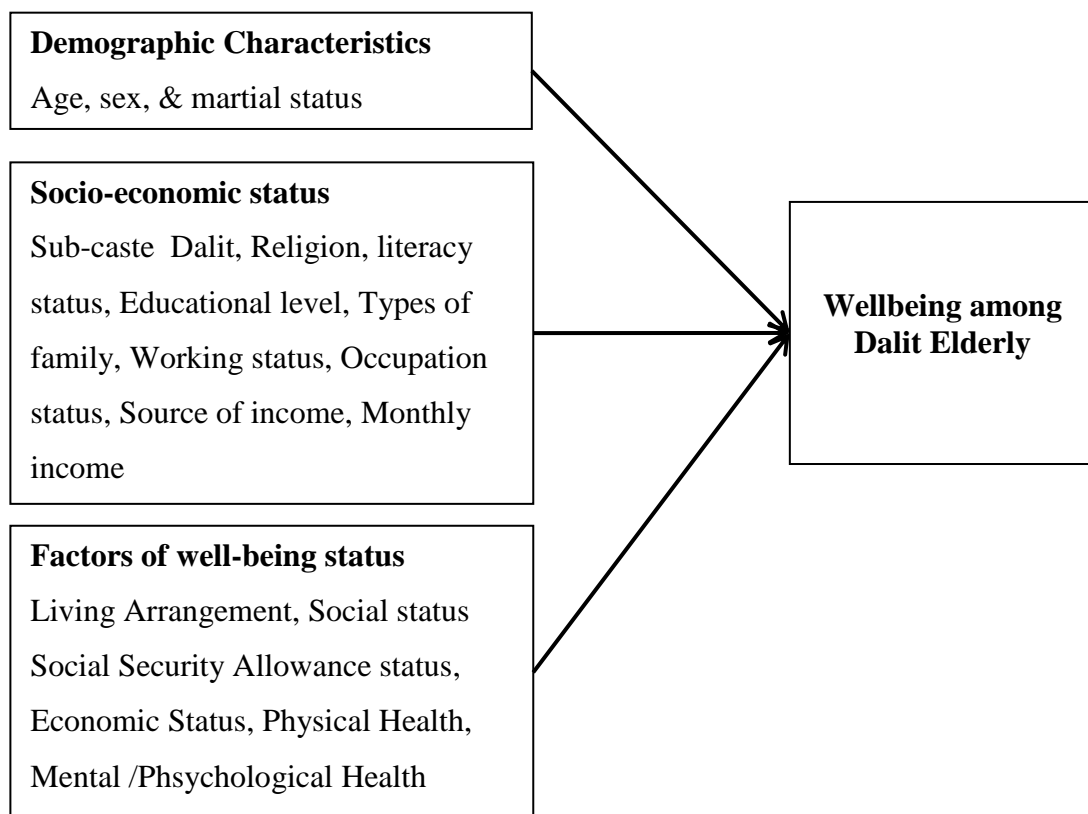 Demographic Characteristics
Age, sex, & martial status
Socio-economic status
Sub-caste Dalit, Religion, literacy
status, Educational level, Types of
family, Working status, Occupation
status, Source of income, Monthly
income
Factors of well-being status
Living Arrangement, Social status
Social Security Allowance status,
Economic Status, Physical Health,
Mental /Phsychological Health
Wellbeing among
Dalit Elderly